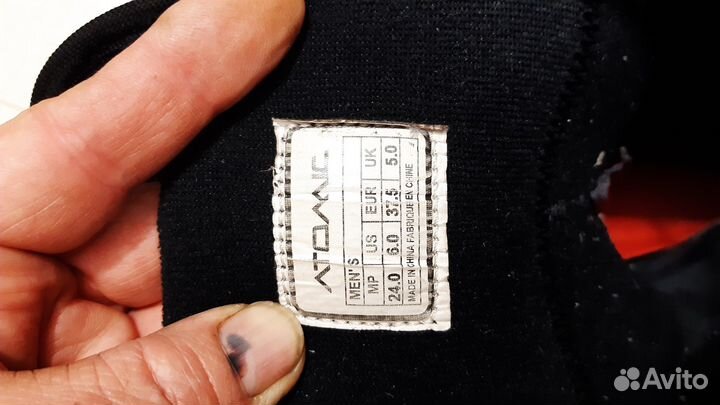 ATOMIC
MEN'S
MP US EUR UK
24.0 6.0 37.5 5.0
MADE IN CHINA FABRIQUE EN CHINE
Avito